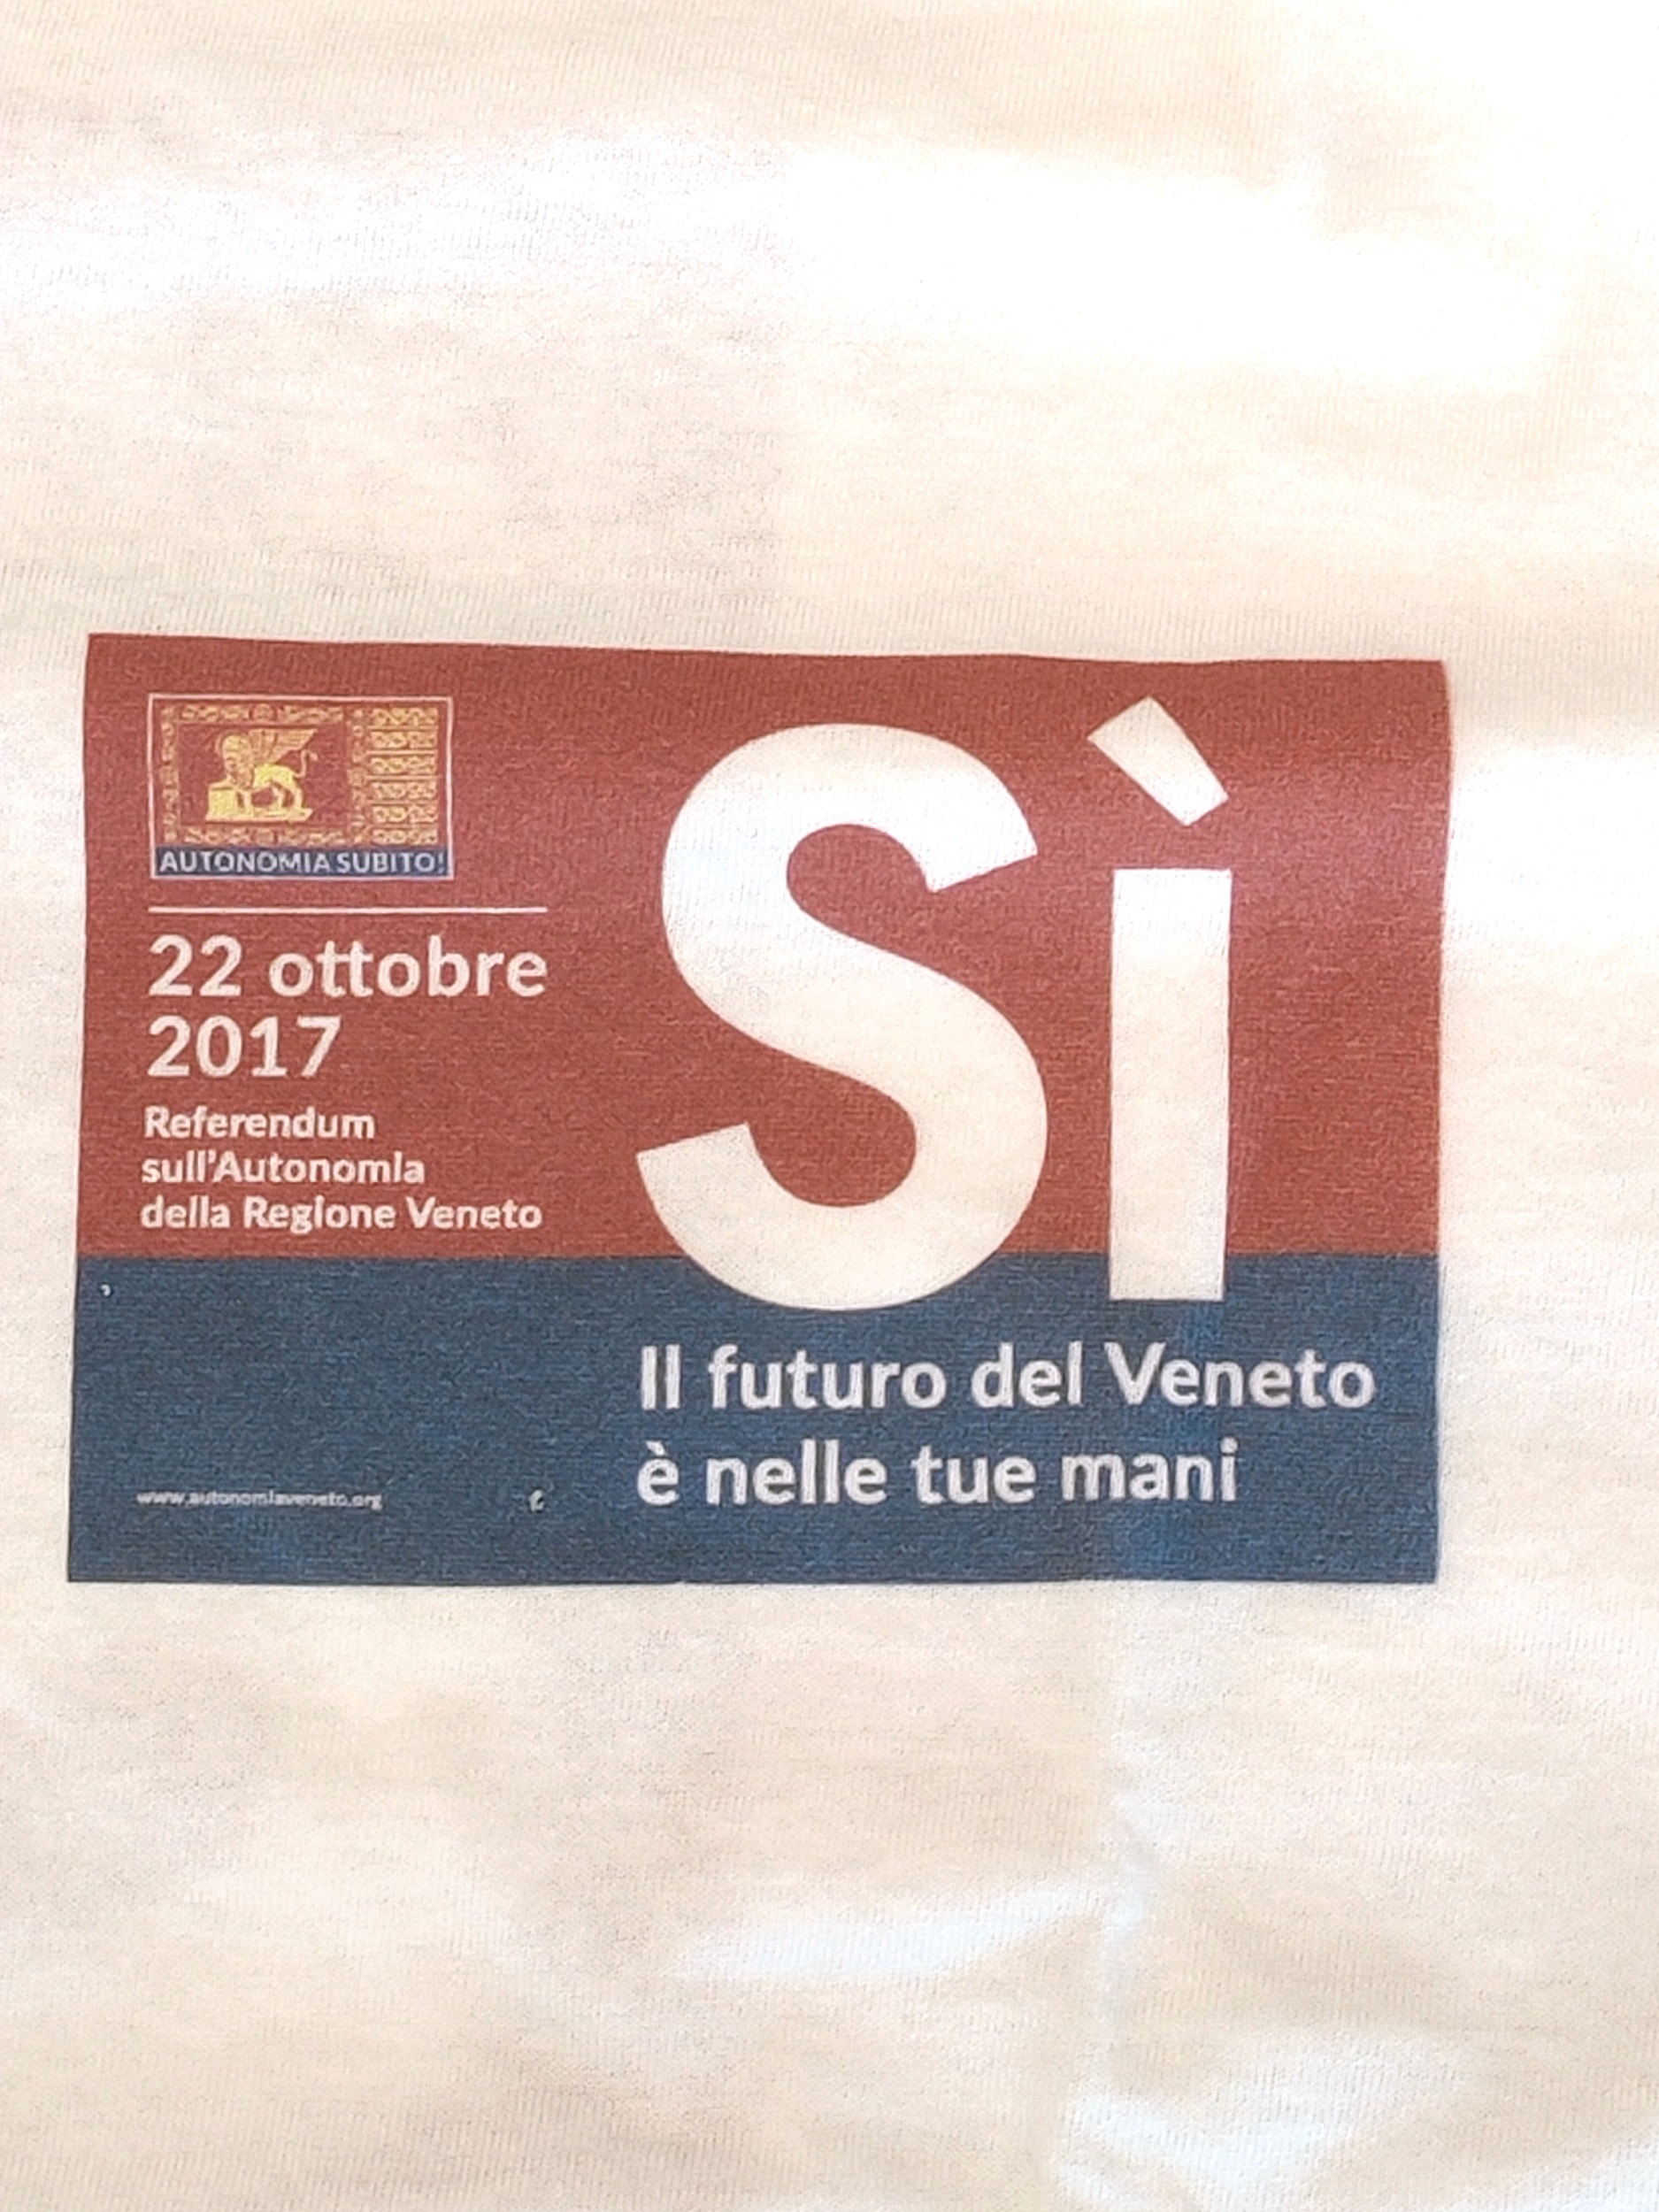 AUTONOMIA SUBITO!
22 ottobre
2017
Referendum
sull'Autonomia
della Regione Veneto
Sì
Il futuro del Veneto
è nelle tue mani
www.autonomiaveneto.org